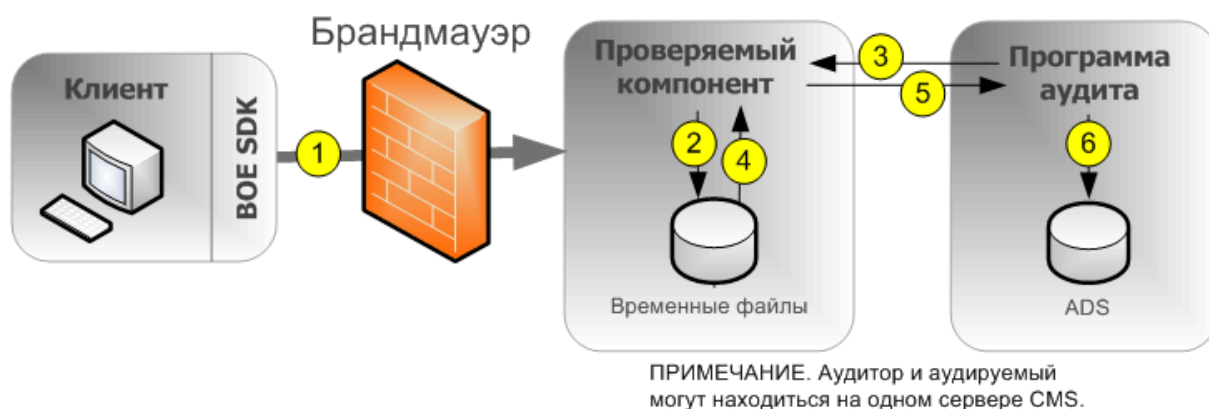 Брандмауэр
Клиент
BOE SDK
1
Проверяемый
компонент
2
4
Временные файлы
3
5
Программа
аудита
6
ADS
ПРИМЕЧАНИЕ. Аудитор и аудируемый
могут находиться на одном сервере CMS.